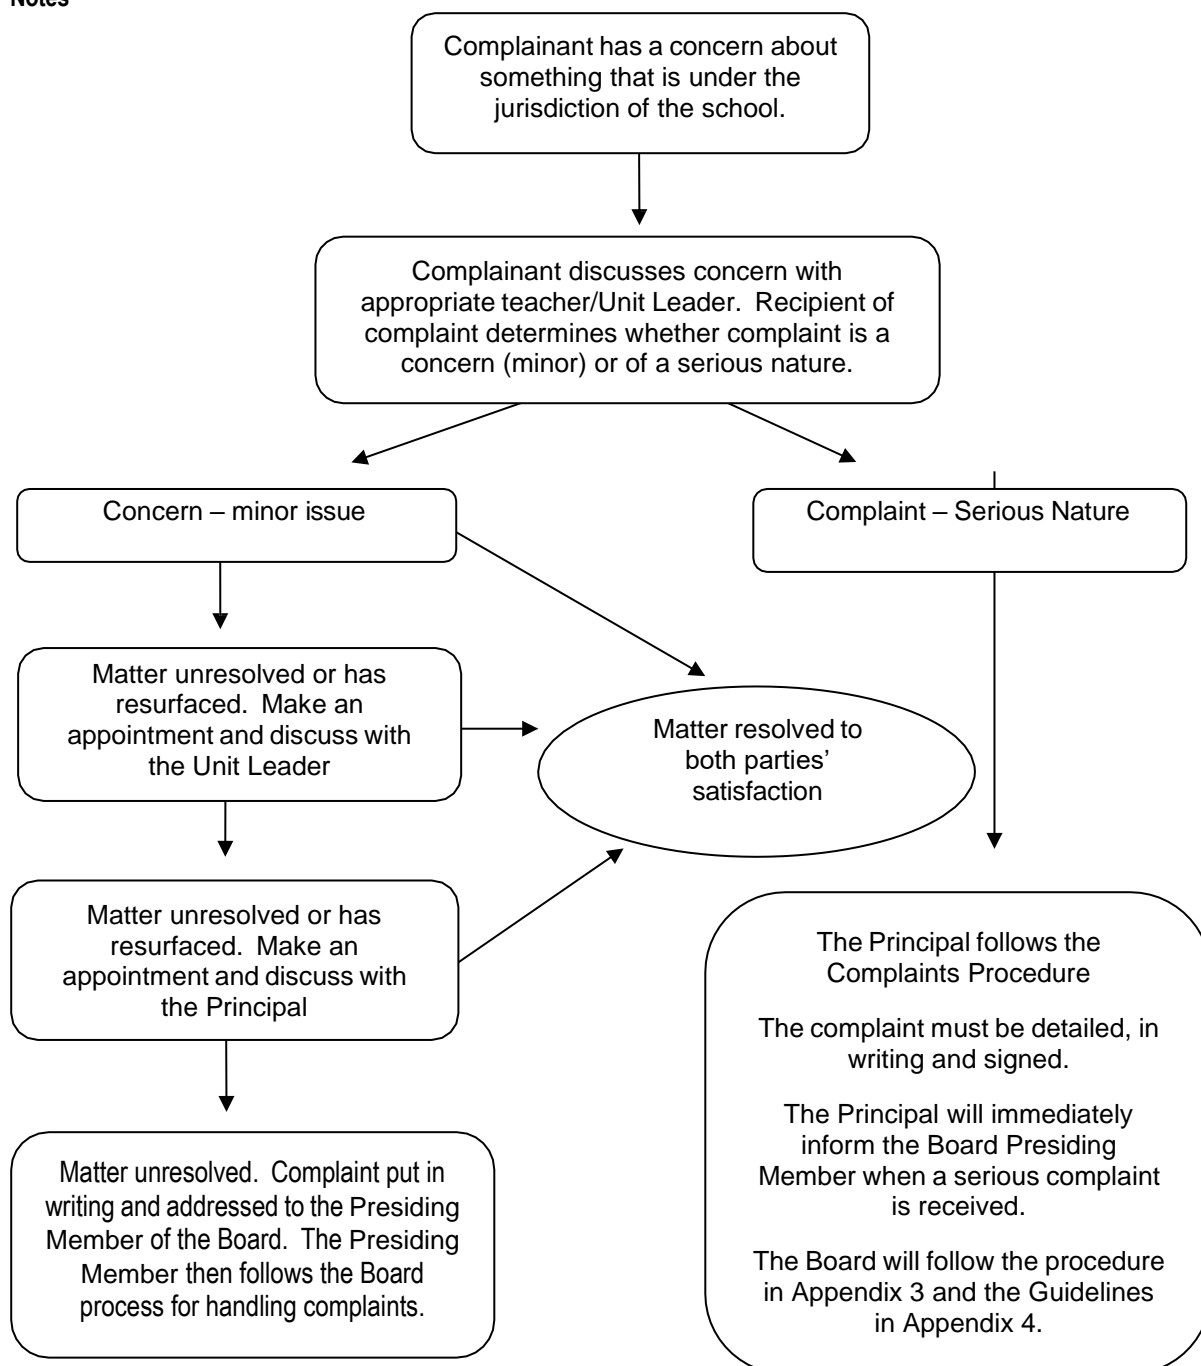 Notes
Complainant has a concern about
something that is under the
jurisdiction of the school.
Complainant discusses concern with
appropriate teacher/Unit Leader.  Recipient of
complaint determines whether complaint is a
concern (minor) or of a serious nature.
Concern – minor issue
Complaint – Serious Nature
Matter unresolved or has
resurfaced.  Make an
appointment and discuss with
the Unit Leader
Matter resolved to
both parties’
satisfaction
Matter unresolved or has
resurfaced.  Make an
appointment and discuss with
the Principal
The Principal follows the
Complaints Procedure
The complaint must be detailed, in
writing and signed.
The Principal will immediately
inform the Board Presiding
Member when a serious complaint
is received.
The Board will follow the procedure
in Appendix 3 and the Guidelines
in Appendix 4.
Matter unresolved.  Complaint put in
writing and addressed to the Presiding
Member of the Board.  The Presiding
Member then follows the Board
process for handling complaints.